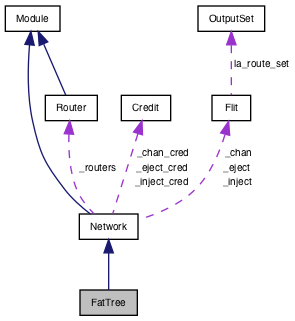 Module
OutputSet
la_route_set
Router
Credit
Flit
_routers
_chan_cred
_eject_cred
_inject_cred
_chan
_eject
_inject
Network
FatTree